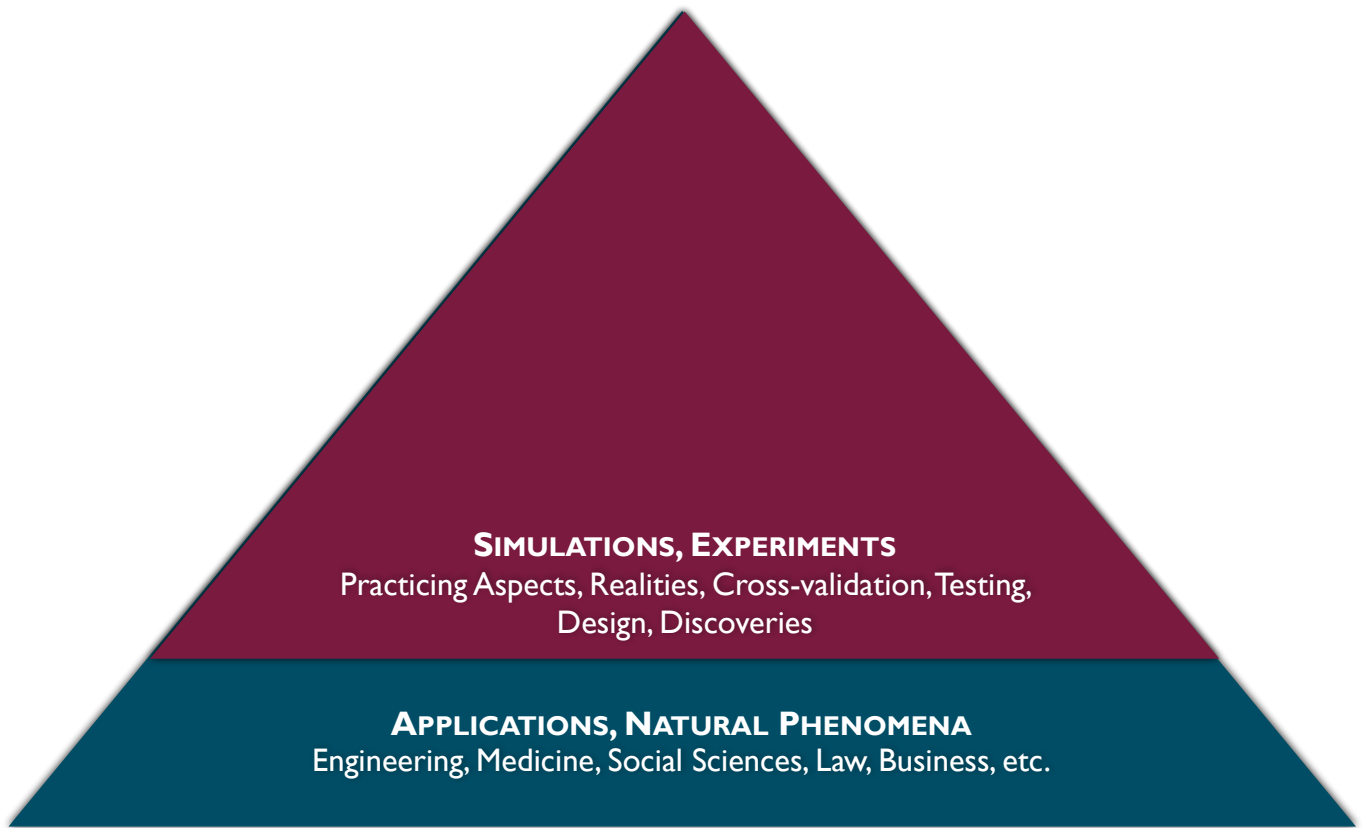 SIMULATIONS, EXPERIMENTS
Practicing Aspects, Realities, Cross-validation, Testing,
Design, Discoveries
APPLICATIONS, NATURAL PHENOMENA
Engineering, Medicine, Social Sciences, Law, Business, etc.